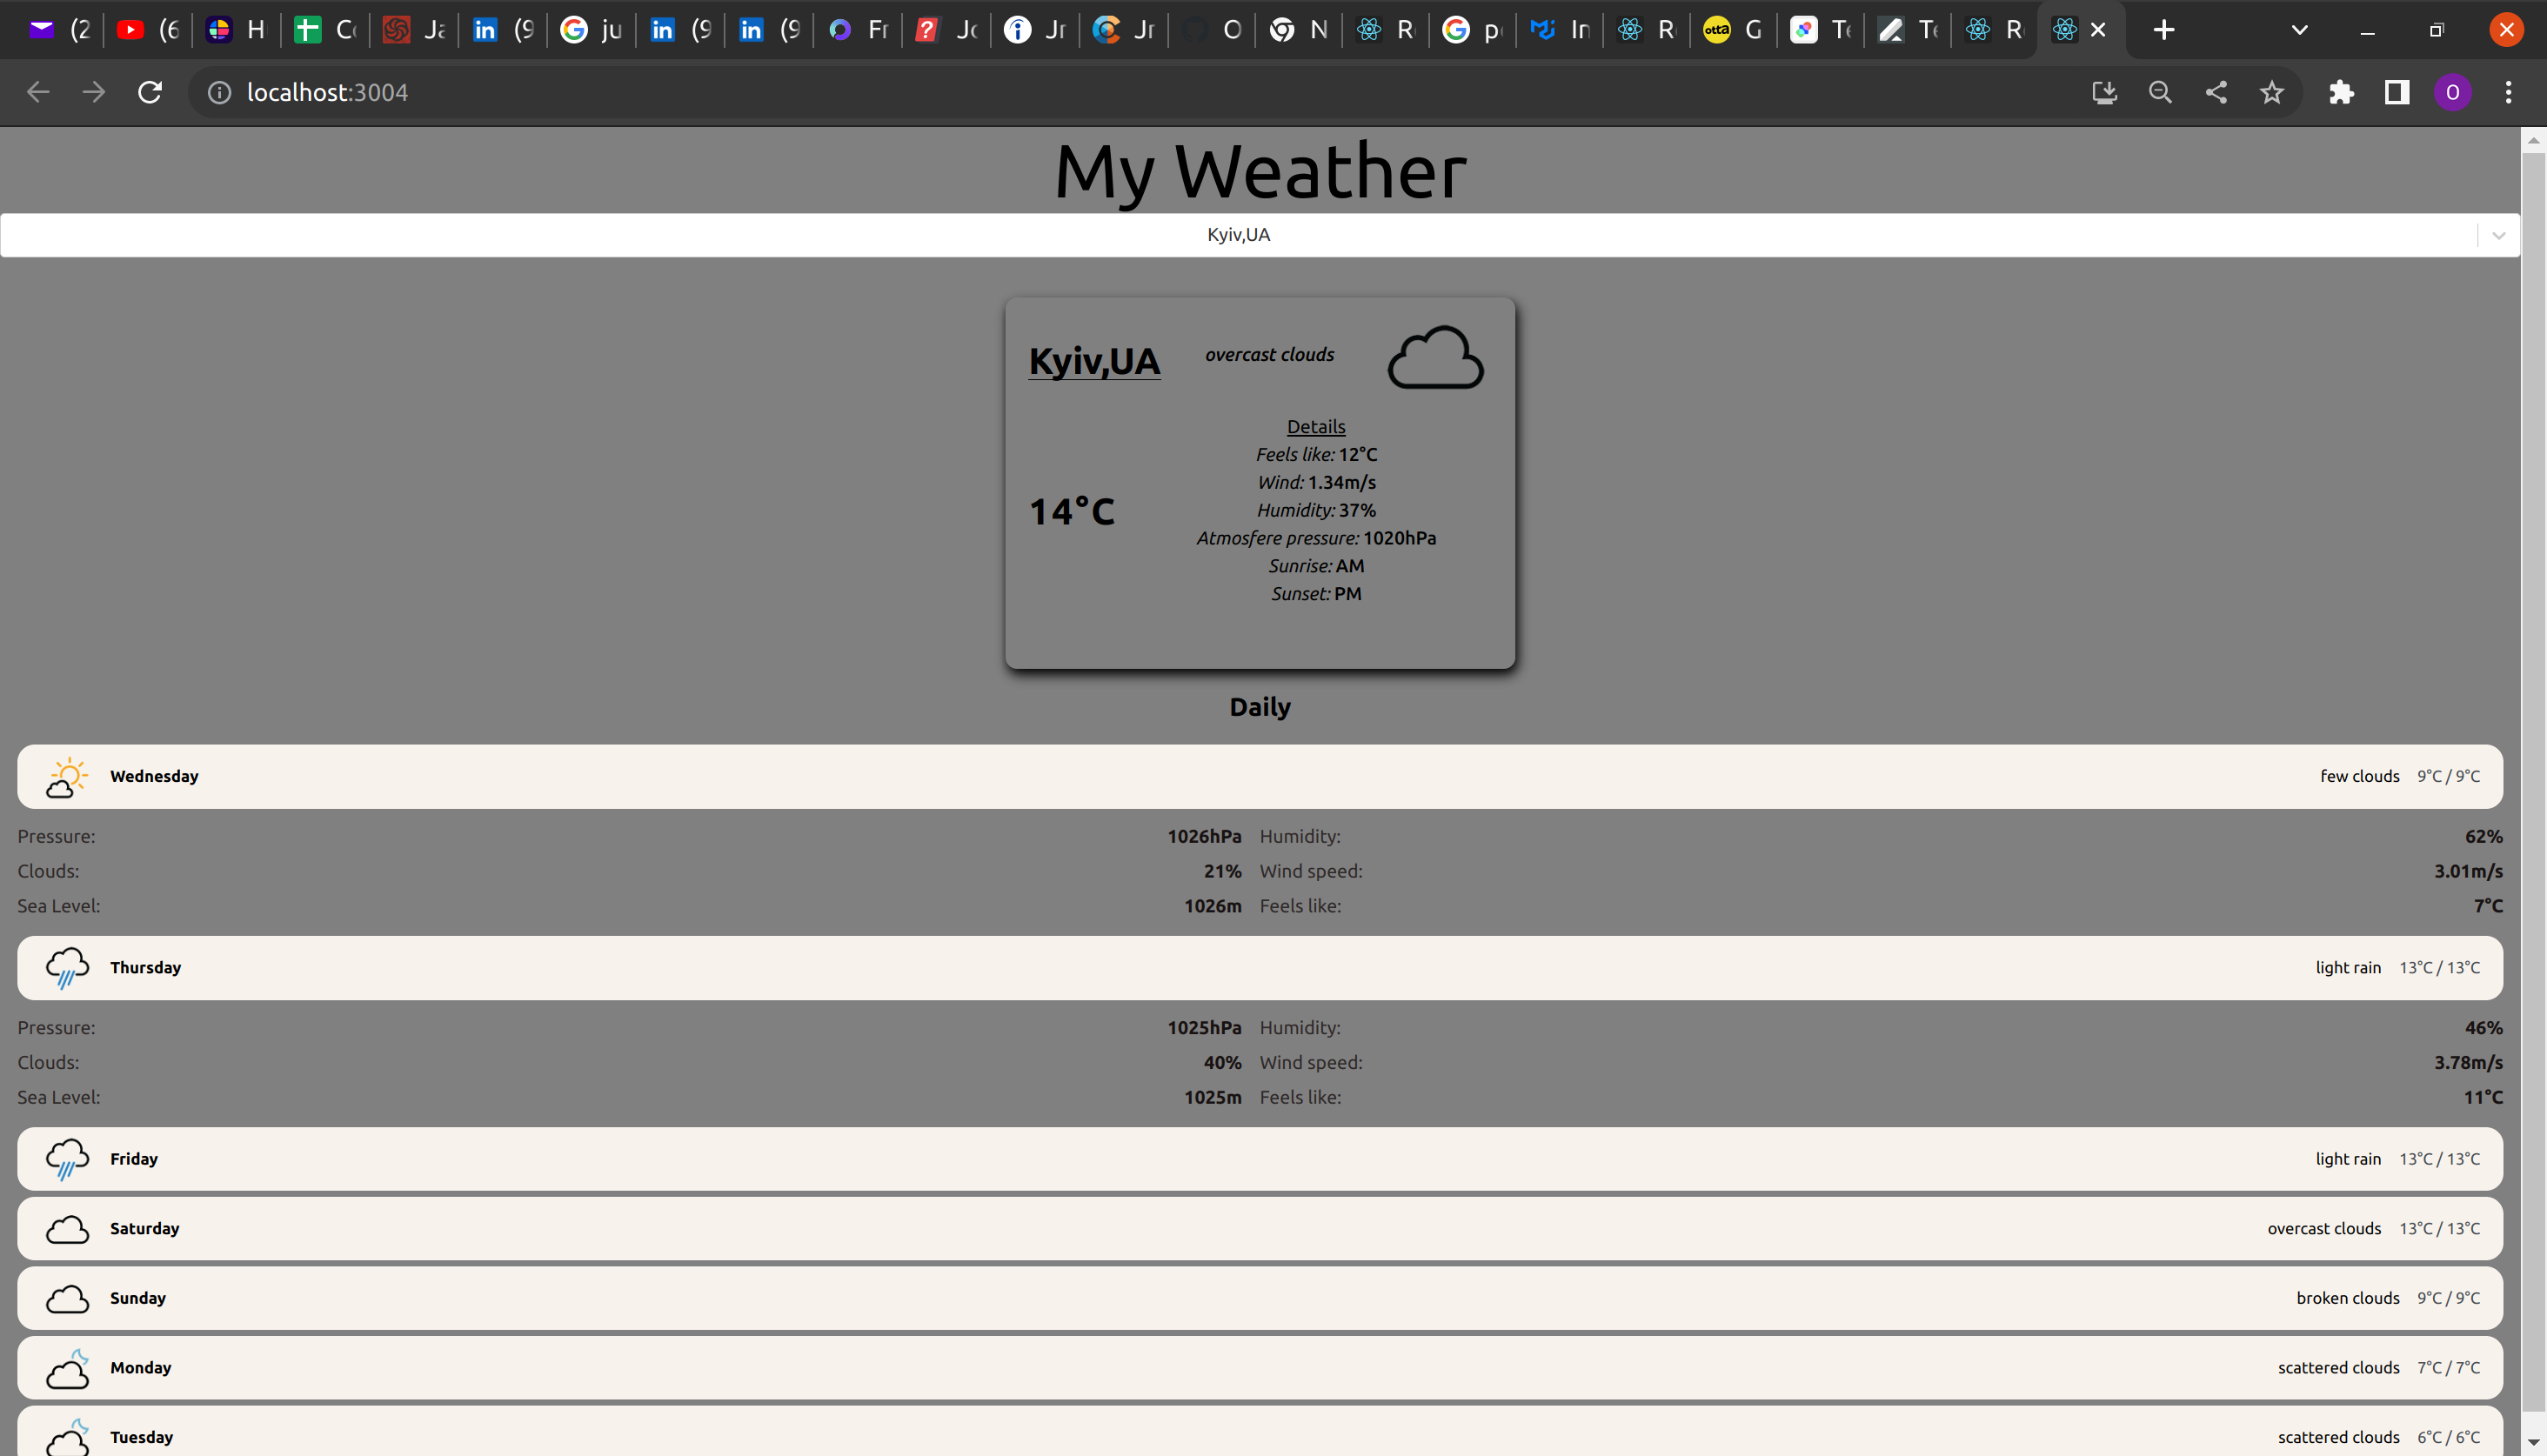 (2 (6 H Co Ja (9 ju (9 (9 Fr Jo Jr Jr O N R p In R G Te Te R
localhost:3004 O
My Weather
Kyiv,UA
Kyiv,UA overcast clouds
Details
Feels like: 12°C
Wind: 1.34m/s
14°C
Humidity: 37%
Atmosfere pressure: 1020hPa
Sunrise: AM
Sunset: PM
Daily
Wednesday few clouds 9°C / 9°C
Pressure: 1026hPa Humidity: 62%
Clouds: 21% Wind speed: 3.01m/s
Sea Level: 1026m Feels like: 7°C
Thursday light rain 13°C / 13°C
Pressure: 1025hPa Humidity: 46%
Clouds: 40% Wind speed: 3.78m/s
Sea Level: 1025m Feels like: 11°C
Friday light rain 13°C / 13°C
Saturday overcast clouds 13°C / 13°C
Sunday broken clouds 9°C / 9°C
Monday scattered clouds 7°C / 7°C
Tuesday scattered clouds 6°C / 6°C